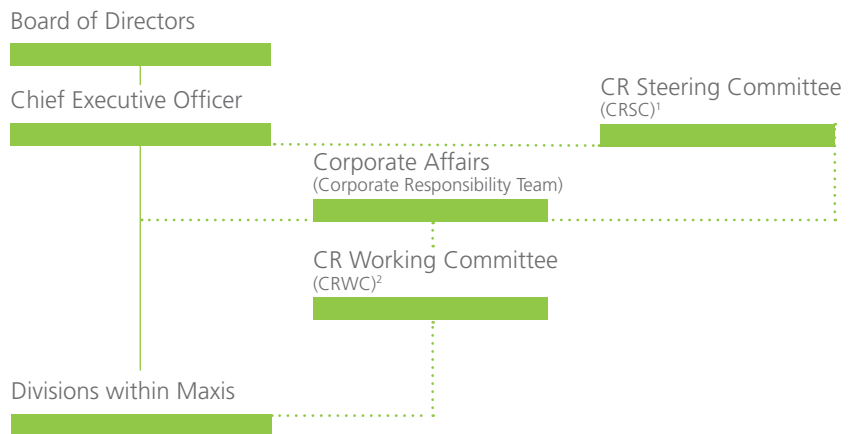 Board of Directors
Chief Executive Officer
CR Steering Committee
(CRSC)¹
Corporate Affairs
(Corporate Responsibility Team)
CR Working Committee
(CRWC)²
Divisions within Maxis